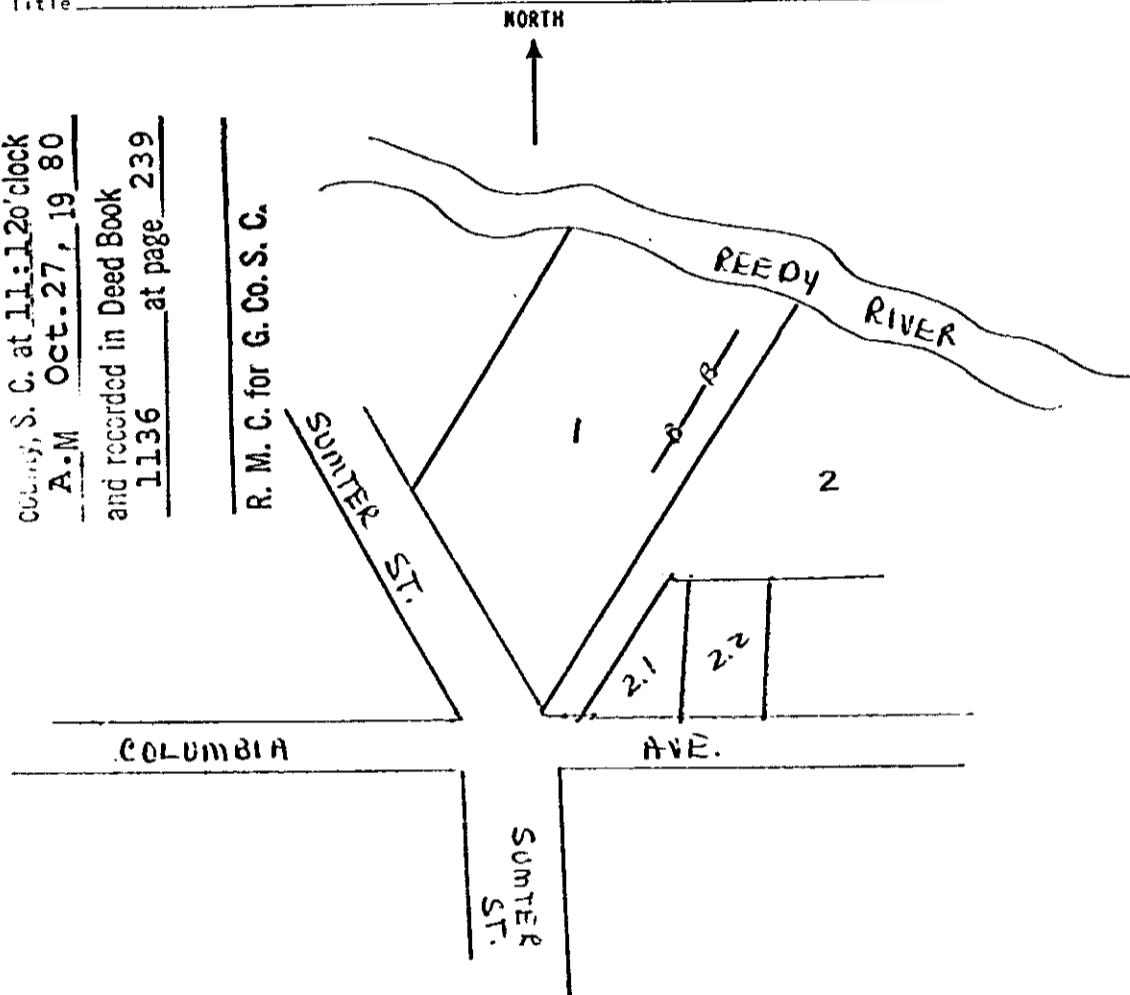 Title
NORTH
County, S. C. at 11:12 o'clock
A.M Oct. 27, 19 80
and recorded in Deed Book
1136 at page 239
R. M. C. for G. Co. S. C.
REEDY RIVER
1
2
SUMTER ST.
2.1
2.2
COLUMBIA AVE.
SUMTER
ST.